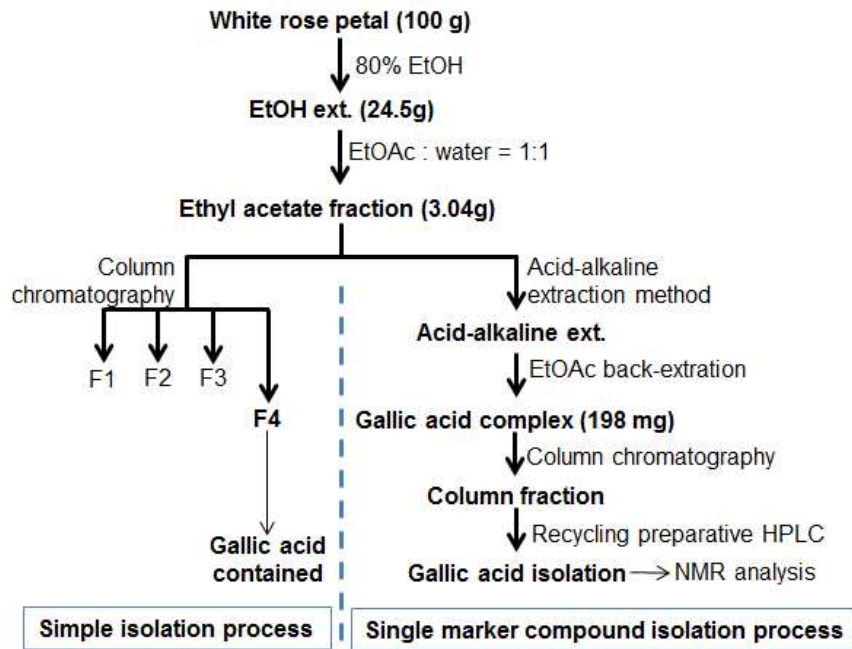 White rose petal (100 g)
80% EtOH
EtOH ext. (24.5g)
EtOAc : water = 1:1
Ethyl acetate fraction (3.04g)
Column
chromatography
F1
F2
F3
F4
Gallic acid
contained
Simple isolation process
Acid-alkaline
extraction method
Acid-alkaline ext.
EtOAc back-extration
Gallic acid complex (198 mg)
Column chromatography
Column fraction
Recycling preparative HPLC
Gallic acid isolation
NMR analysis
Single marker compound isolation process